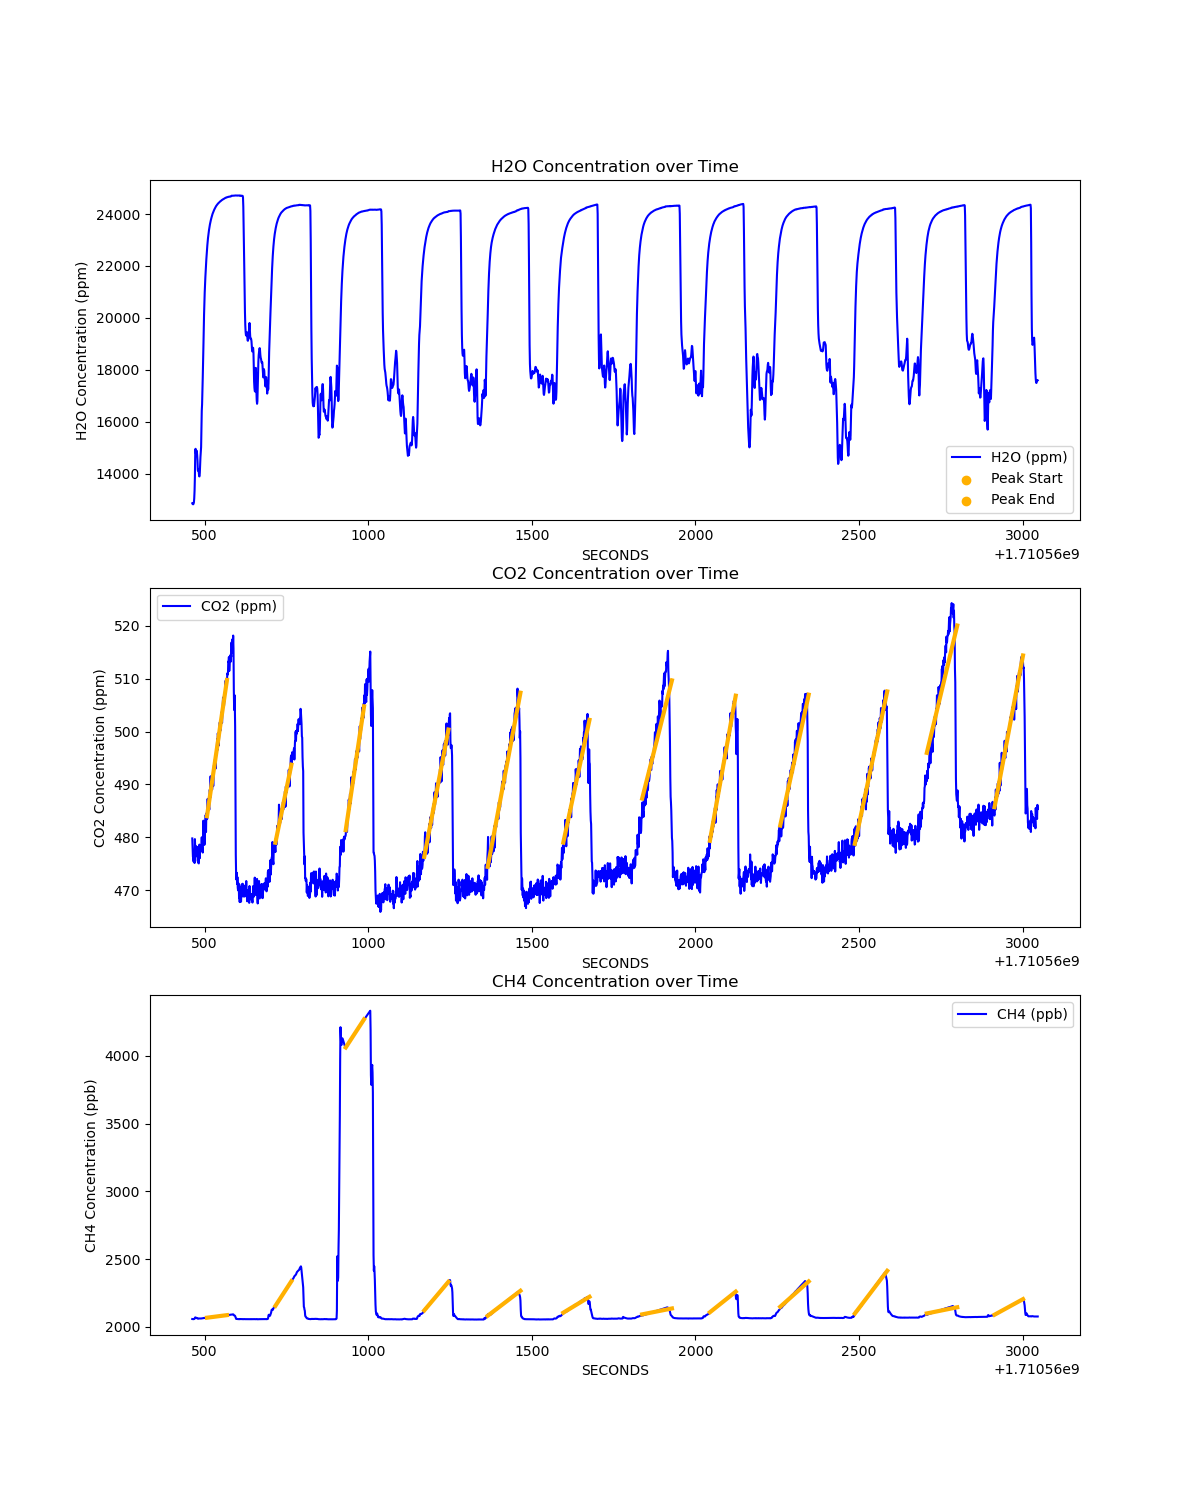 H2O Concentration over Time
H2O Concentration (ppm)
24000
22000
20000
18000
16000
14000
H2O (ppm)
Peak Start
Peak End
500
1000
1500
2000
2500
3000
SECONDS
+1.71056e9
CO2 Concentration over Time
CO2 Concentration (ppm)
CO2 (ppm)
520
510
500
490
480
470
500
1000
1500
2000
2500
3000
SECONDS
+1.71056e9
CH4 Concentration over Time
CH4 Concentration (ppb)
CH4 (ppb)
4000
3500
3000
2500
2000
500
1000
1500
2000
2500
3000
SECONDS
+1.71056e9